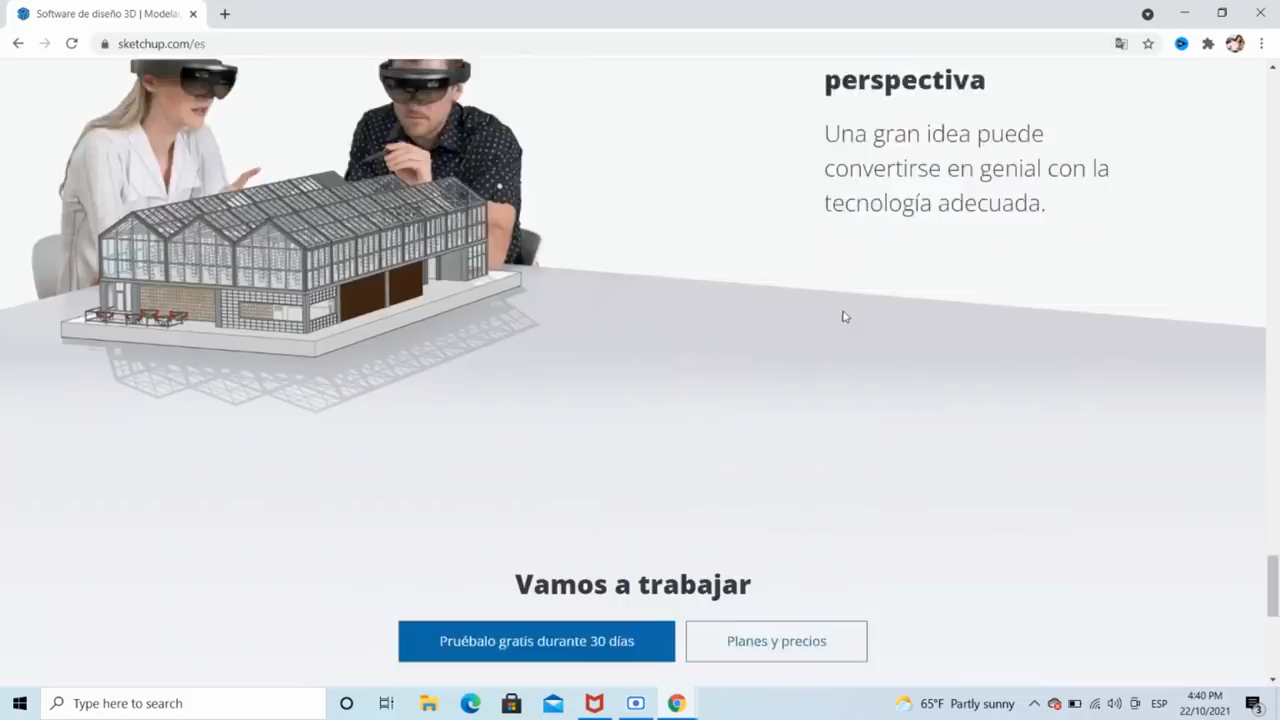 Software de diseño 3D | Modela
sketchup.com/es
perspectiva
Una gran idea puede
convertirse en genial con la
tecnología adecuada.
Vamos a trabajar
Pruébalo gratis durante 30 días
Planes y precios
Type here to search
65°F Partly sunny
ESP
4:40 PM
22/10/2021
3